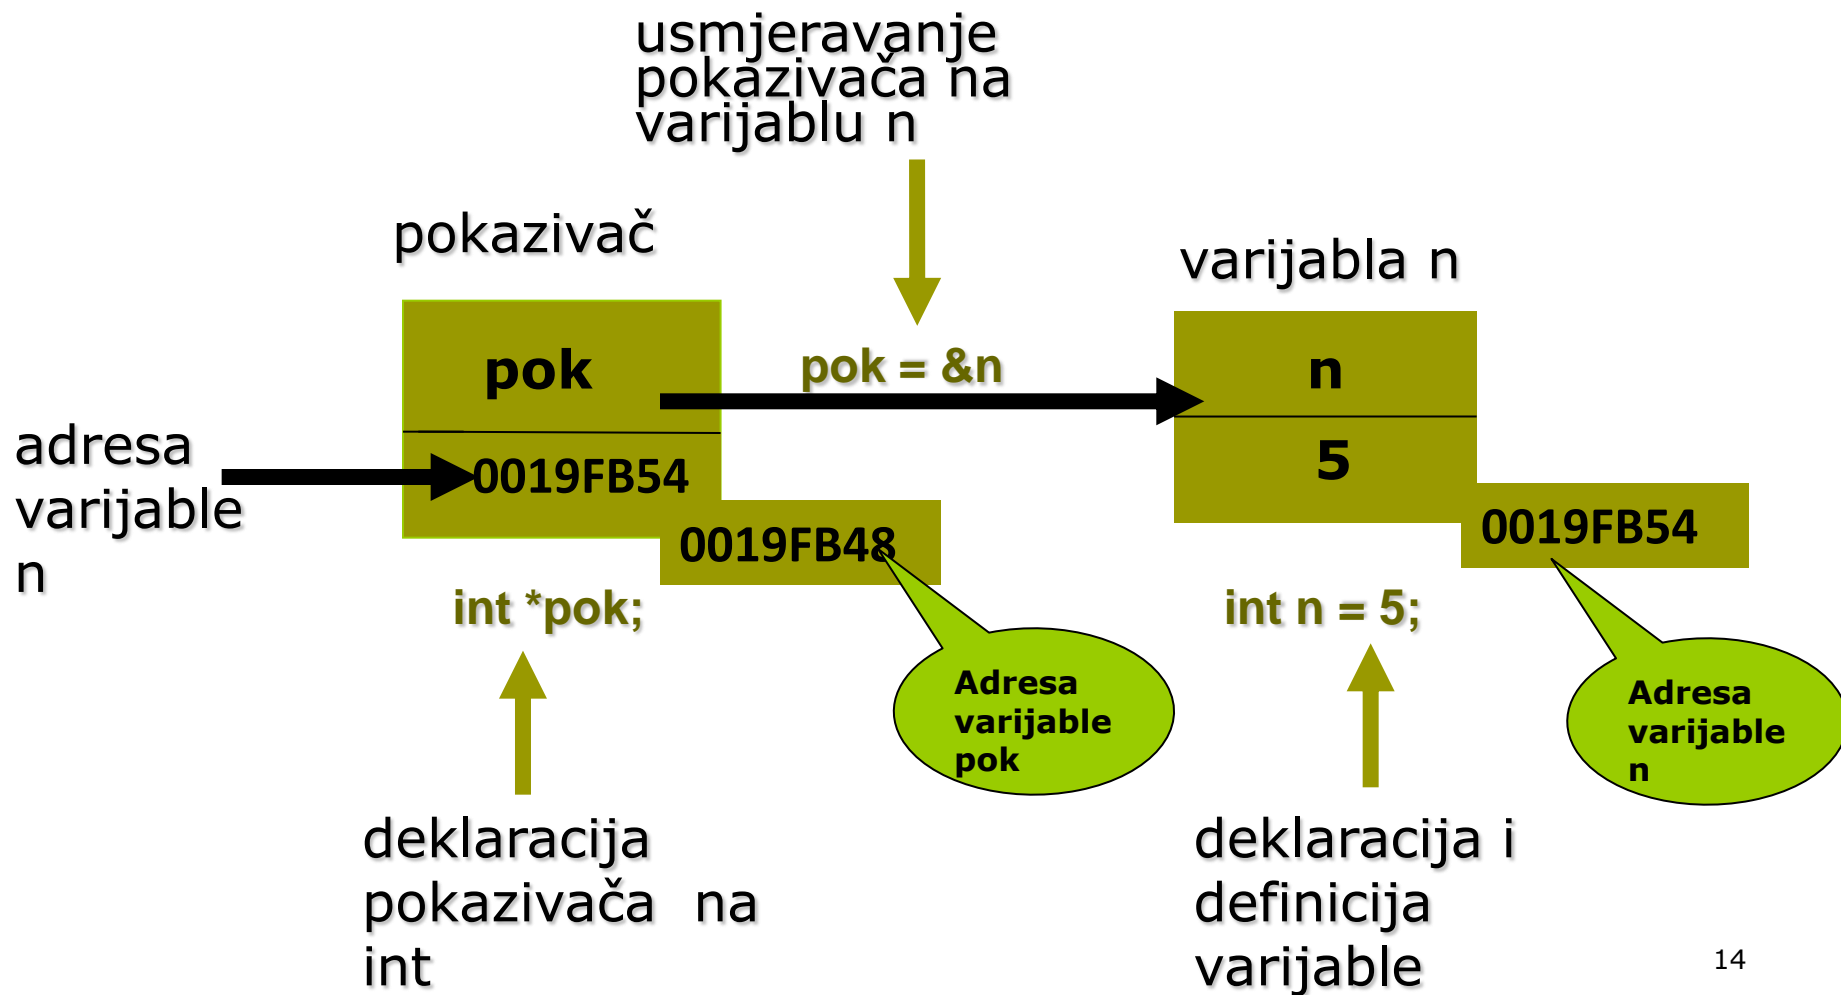 usmjeravanje
pokazivača na
varijablu n
pokazivač
varijabla n
pok
pok = &n
n
adresa
varijable
n
0019FB54
5
0019FB48
0019FB54
int *pok;
int n = 5;
Adresa
varijable
pok
Adresa
varijable
n
deklaracija
pokazivača na
int
deklaracija i
definicija
varijable
14